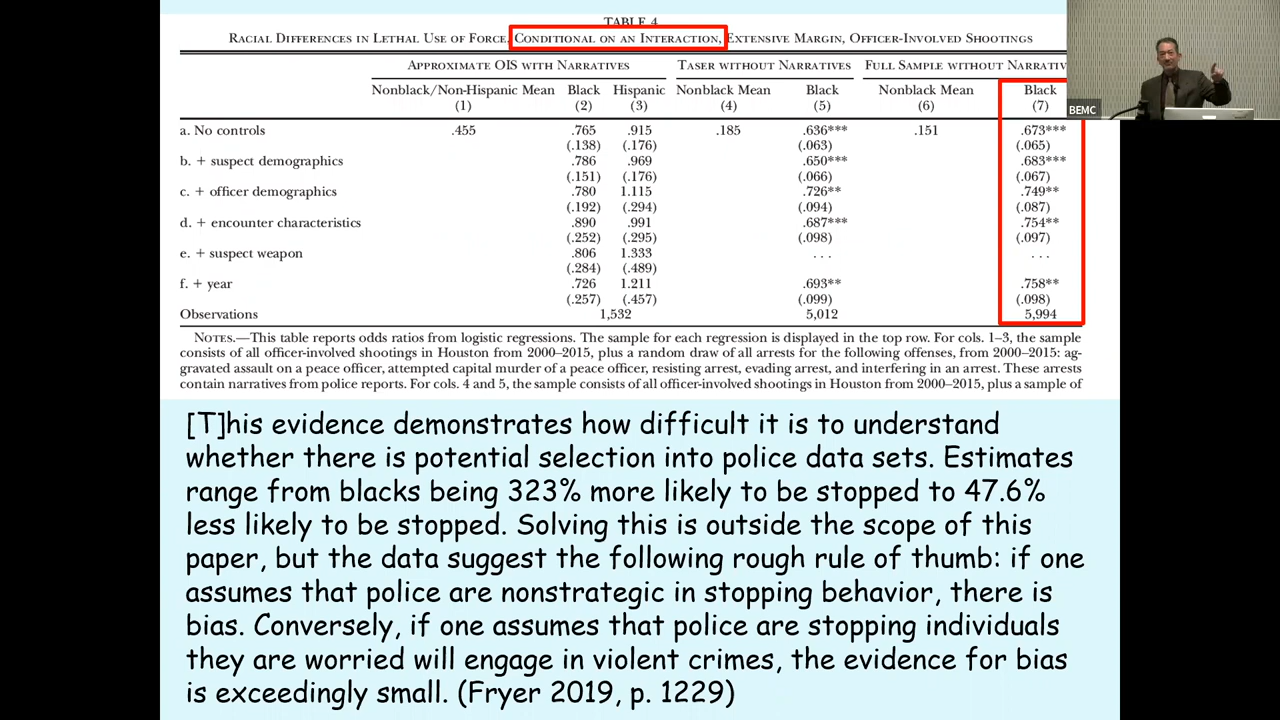 TABLE 4
RACIAL DIFFERENCES IN LETHAL USE OF FORCE, CONDITIONAL ON AN INTERACTION, EXTENSIVE MARGIN, OFFICER-INVOLVED SHOOTINGS
APPROXIMATE OIS WITH NARRATIVES TASER WITHOUT NARRATIVES FULL SAMPLE WITHOUT NARRATIV
Nonblack/Non-Hispanic Mean Black Hispanic Nonblack Mean Black Nonblack Mean Black
(1) (2) (3) (4) (5) (6) (7)
a. No controls .455 .765 .915 .185 .636*** .151 .673***
(.138) (.176) (.063) (.065)
b. + suspect demographics .786 .969 .650*** .683***
(.151) (.176) (.066) (.067)
c. + officer demographics .780 1.115 .726** .749**
(.192) (.294) (.094) (.087)
d. + encounter characteristics .890 .991 .687*** .754**
(.252) (.295) (.098) (.097)
e. + suspect weapon .806 1.333 . . . . . .
(.284) (.489)
f. + year .726 1.211 .693** .758**
(.257) (.457) (.099) (.098)
Observations 1,532 5,012 5,994
NOTES.—This table reports odds ratios from logistic regressions. The sample for each regression is displayed in the top row. For cols. 1–3, the sample
consists of all officer-involved shootings in Houston from 2000–2015, plus a random draw of all arrests for the following offenses, from 2000–2015: ag-
gravated assault on a peace officer, attempted capital murder of a peace officer, resisting arrest, evading arrest, and interfering in an arrest. These arrests
contain narratives from police reports. For cols. 4 and 5, the sample consists of all officer-involved shootings in Houston from 2000–2015, plus a sample of
[T]his evidence demonstrates how difficult it is to understand
whether there is potential selection into police data sets. Estimates
range from blacks being 323% more likely to be stopped to 47.6%
less likely to be stopped. Solving this is outside the scope of this
paper, but the data suggest the following rough rule of thumb: if one
assumes that police are nonstrategic in stopping behavior, there is
bias. Conversely, if one assumes that police are stopping individuals
they are worried will engage in violent crimes, the evidence for bias
is exceedingly small. (Fryer 2019, p. 1229)
BEMC